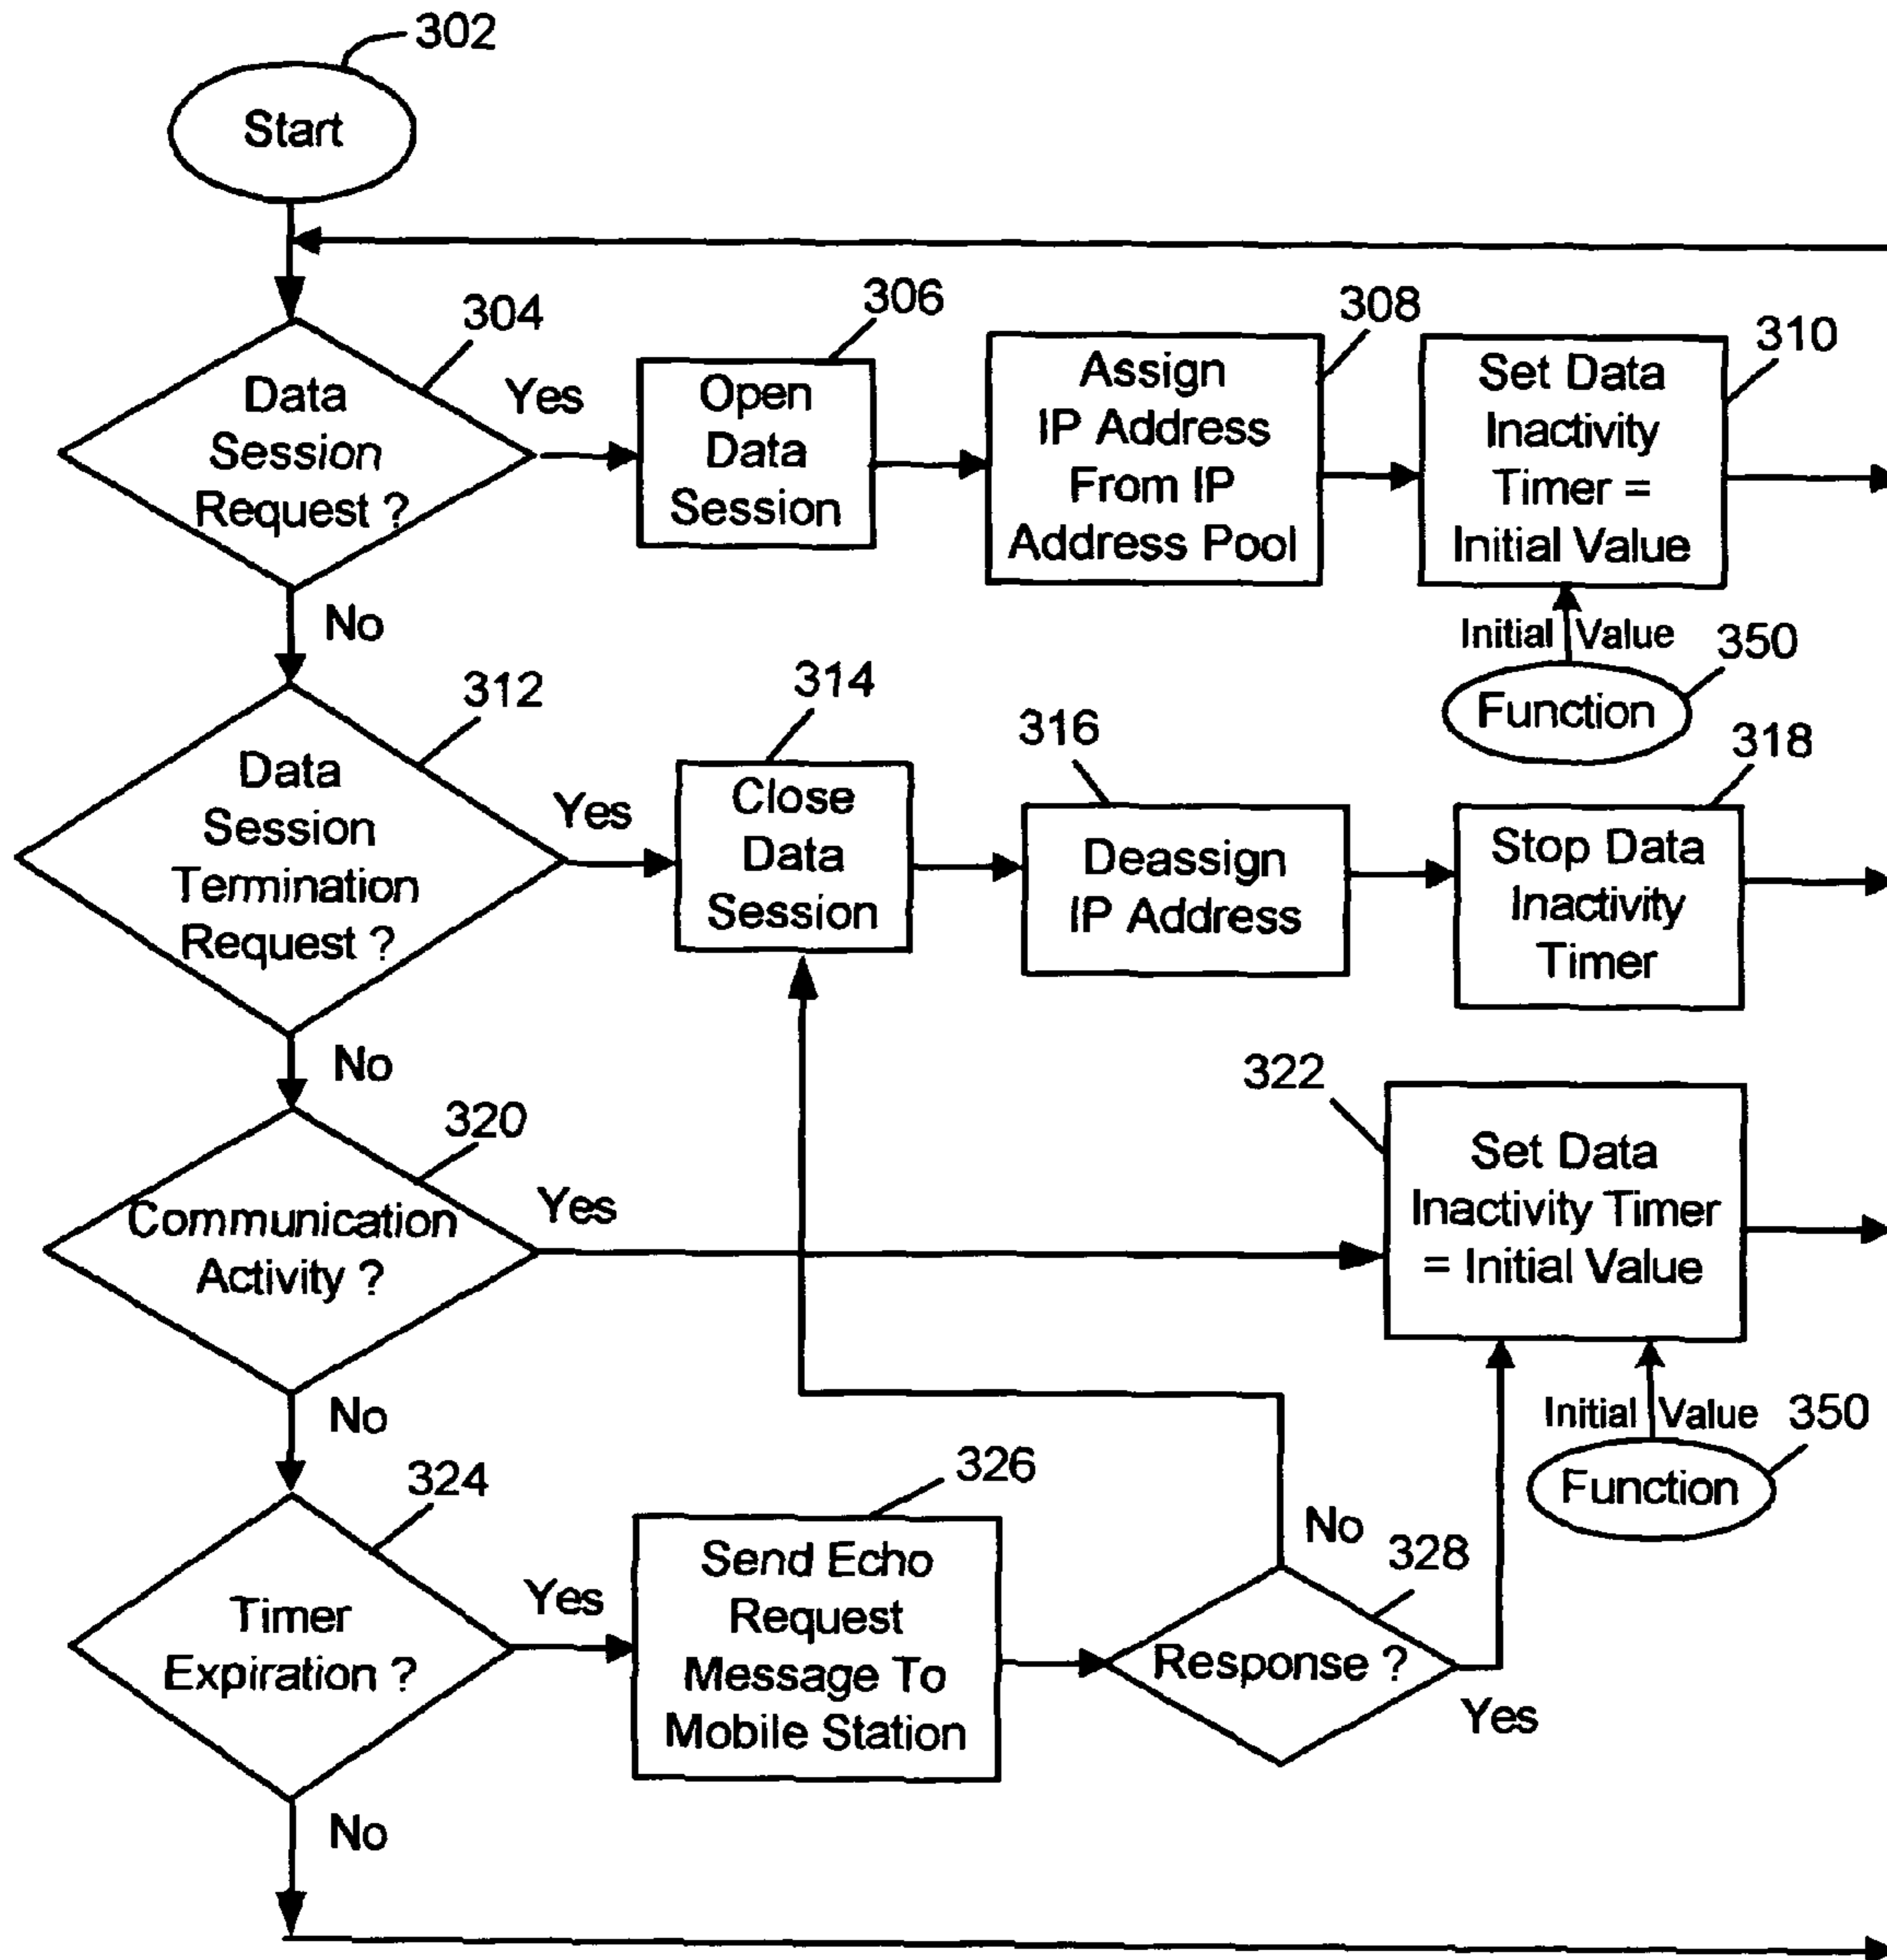 302
Start
304
Data
Session
Request ?
Yes
306
Open
Data
Session
308
Assign
IP Address
From IP
Address Pool
310
Set Data
Inactivity
Timer =
Initial Value
No
Initial Value
350
Function
312
Data
Session
Termination
Request ?
Yes
314
Close
Data
Session
316
Deassign
IP Address
318
Stop Data
Inactivity
Timer
No
320
Communication
Activity ?
Yes
322
Set Data
Inactivity Timer
= Initial Value
No
Initial Value
350
Function
324
Timer
Expiration ?
Yes
326
Send Echo
Request
Message To
Mobile Station
328
Response ?
No
Yes
No